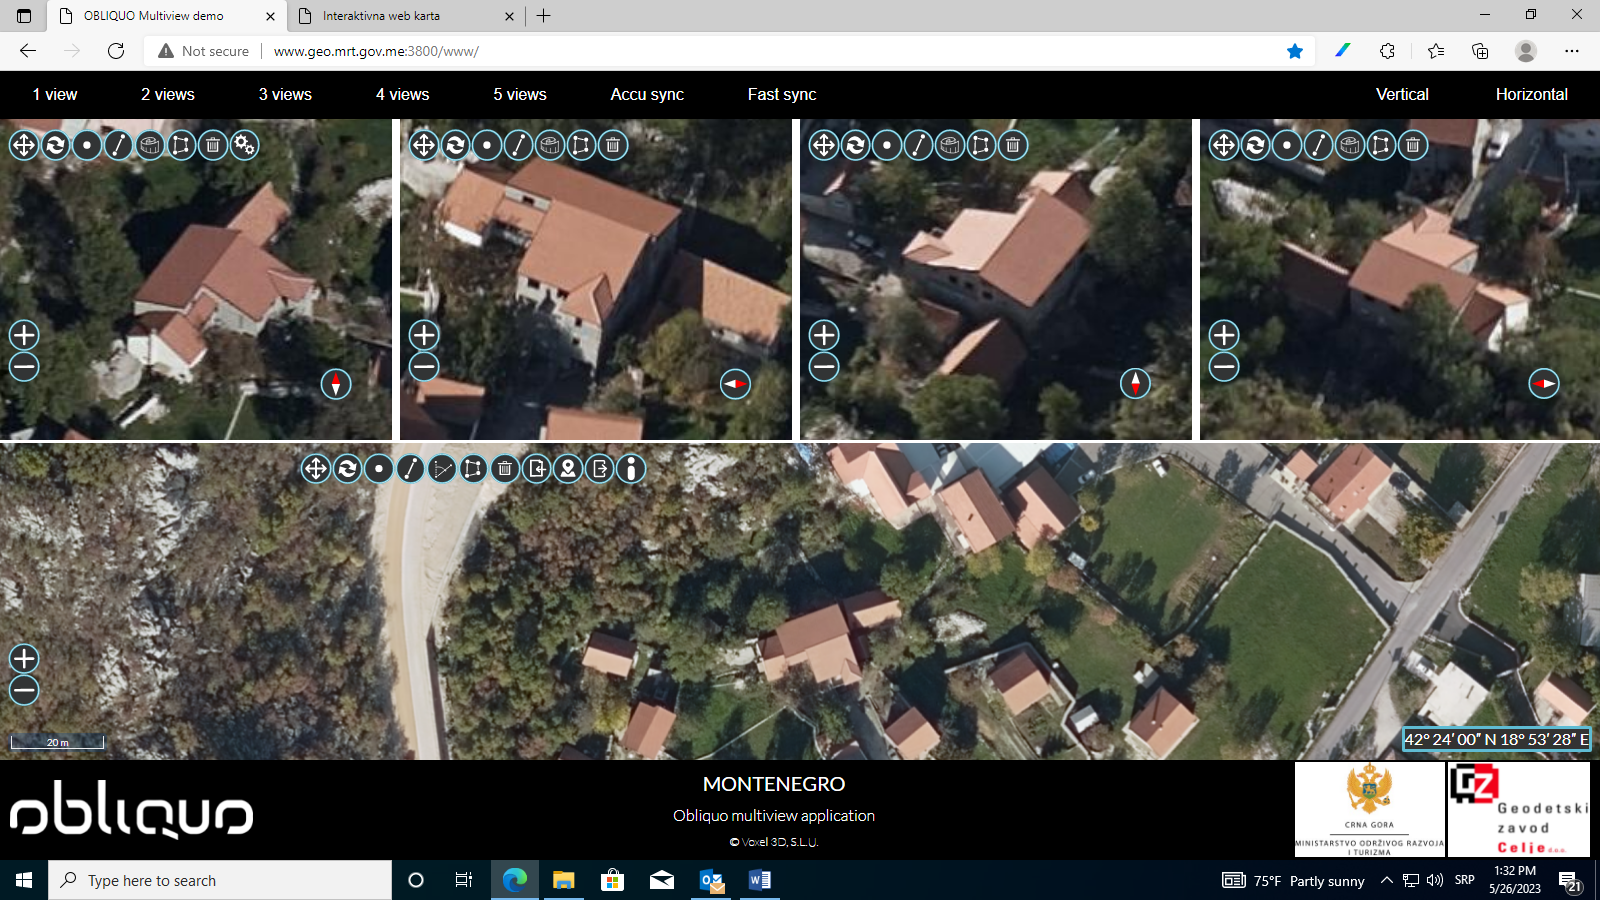 OBLIQUO Multiview demo
Interaktivna web karta
Not secure
www.geo.mrt.gov.me:3800/www/
1 view
2 views
3 views
4 views
5 views
Accu sync
Fast sync
Vertical
Horizontal
20 m
42° 24′ 00″ N 18° 53′ 28″ E
obliquo
MONTENEGRO
Obliquo multiview application
© Voxel 3D, S.L.U.
CRNA GORA
MINISTARSTVO ODRŽIVOG RAZVOJA
I TURIZMA
GZ
Geodetski
zavod
Celje d.o.o.
Type here to search
75°F Partly sunny
SRP
1:32 PM
5/26/2023
21